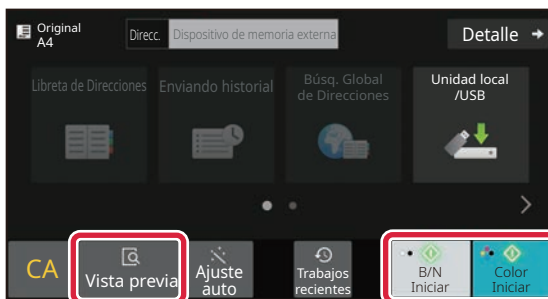 Original
A4
Direcc.
Dispositivo de memoria externa
Detalle
Libreta de Direcciones
Enviando historial
Búsq. Global
de Direcciones
Unidad local
/USB
CA
Vista previa
Ajuste
auto
Trabajos
recientes
B/N
Iniciar
Color
Iniciar